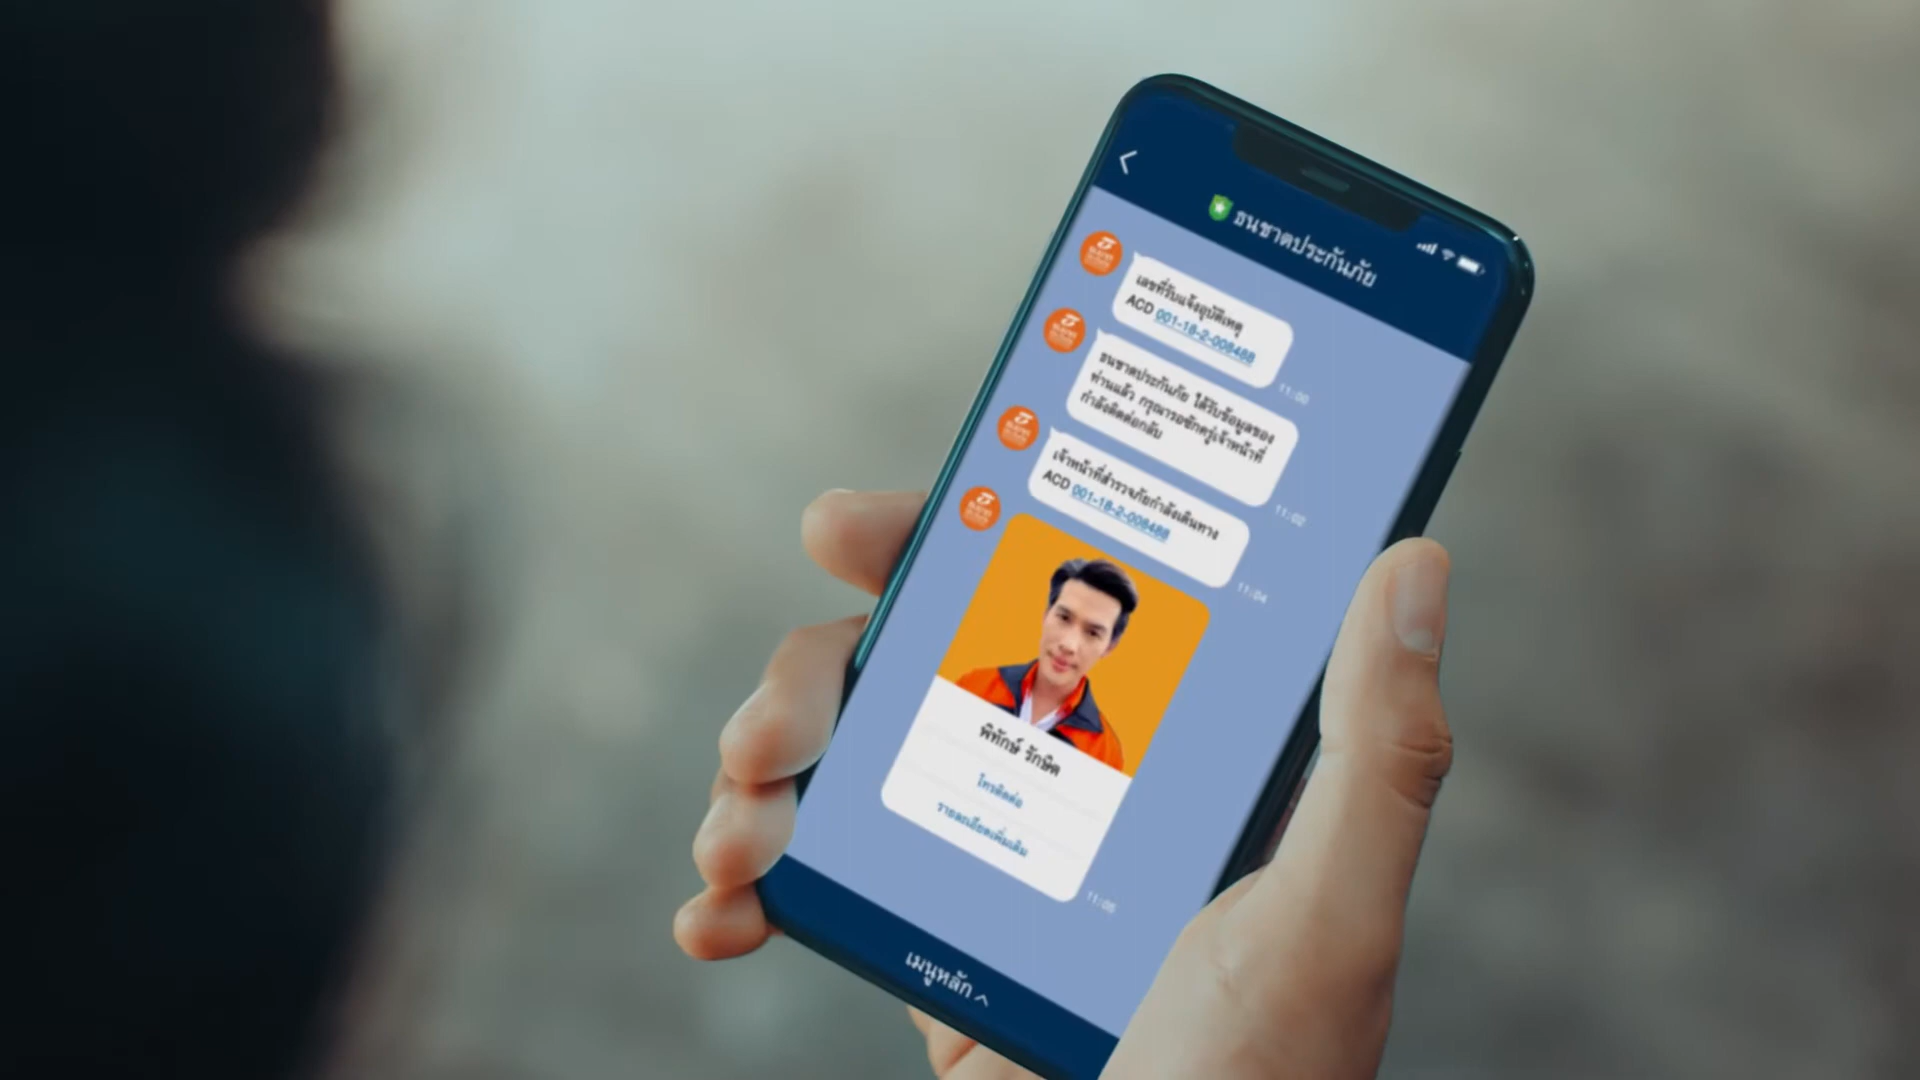 ธนชาตประกันภัย
เลขที่รับแจ้งอุบัติเหตุ
ACD 001-18-2-008488
11:00
ธนชาตประกันภัย ได้รับข้อมูลของ
ท่านแล้ว กรุณารอซักครู่เจ้าหน้าที่
กำลังติดต่อกลับ
11:02
เจ้าหน้าที่สำรวจภัยกำลังเดินทาง
ACD 001-18-2-008488
11:04
พิทักษ์ รักษิต
โทรติดต่อ
รายละเอียดเพิ่มเติม
11:05
เมนูหลัก